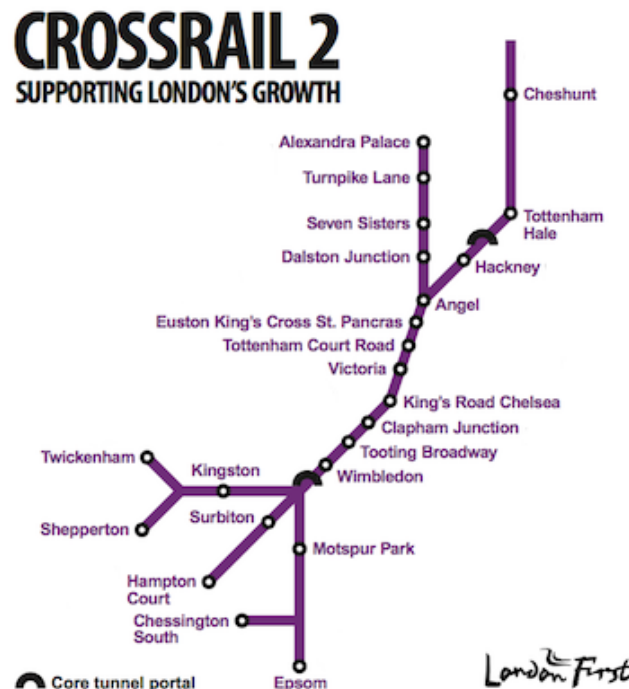 CROSSRAIL 2
SUPPORTING LONDON'S GROWTH
Cheshunt
Alexandra Palace
Turnpike Lane
Seven Sisters
Tottenham
Hale
Dalston Junction
Hackney
Angel
Euston King's Cross St. Pancras
Tottenham Court Road
Victoria
King's Road Chelsea
Clapham Junction
Tooting Broadway
Twickenham
Kingston
Wimbledon
Surbiton
Shepperton
Motspur Park
Hampton
Court
Chessington
South
Core tunnel portal
Epsom
London First